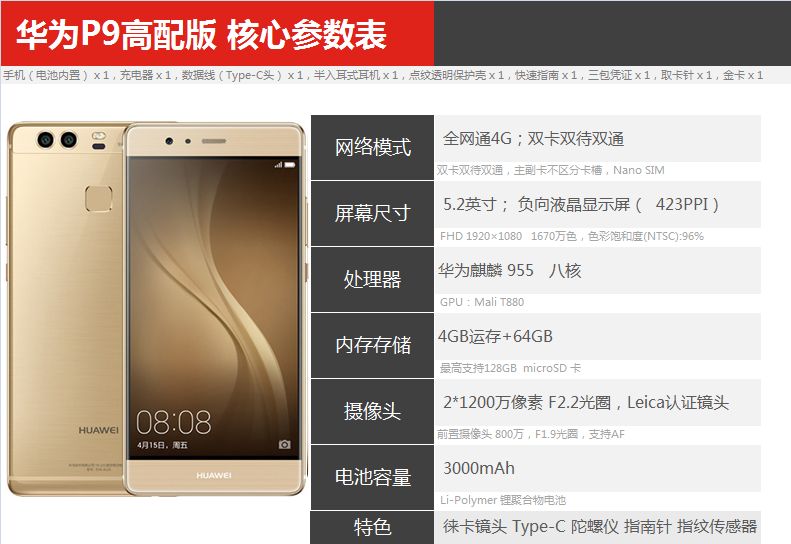 华为P9高配版 核心参数表
手机（电池内置）x 1，充电器 x 1，数据线（Type-C头）x 1，半入耳式耳机 x 1，点纹透明保护壳 x 1，快速指南 x 1，三包凭证 x 1，取卡针 x 1，金卡 x 1
网络模式
全网通4G；双卡双待双通
双卡双待双通，主副卡不区分卡槽，Nano SIM
屏幕尺寸
5.2英寸； 负向液晶显示屏（ 423PPI ）
FHD 1920×1080 1670万色，色彩饱和度(NTSC):96%
处理器
华为麒麟 955 八核
GPU：Mali T880
内存存储
4GB运存+64GB
最高支持128GB microSD 卡
摄像头
2*1200万像素 F2.2光圈，Leica认证镜头
前置摄像头 800万，F1.9光圈，支持AF
电池容量
3000mAh
Li-Polymer 锂聚合物电池
特色
徕卡镜头 Type-C 陀螺仪 指南针 指纹传感器
HUAWEI
08:08
4月15日，周五
HUAWEI